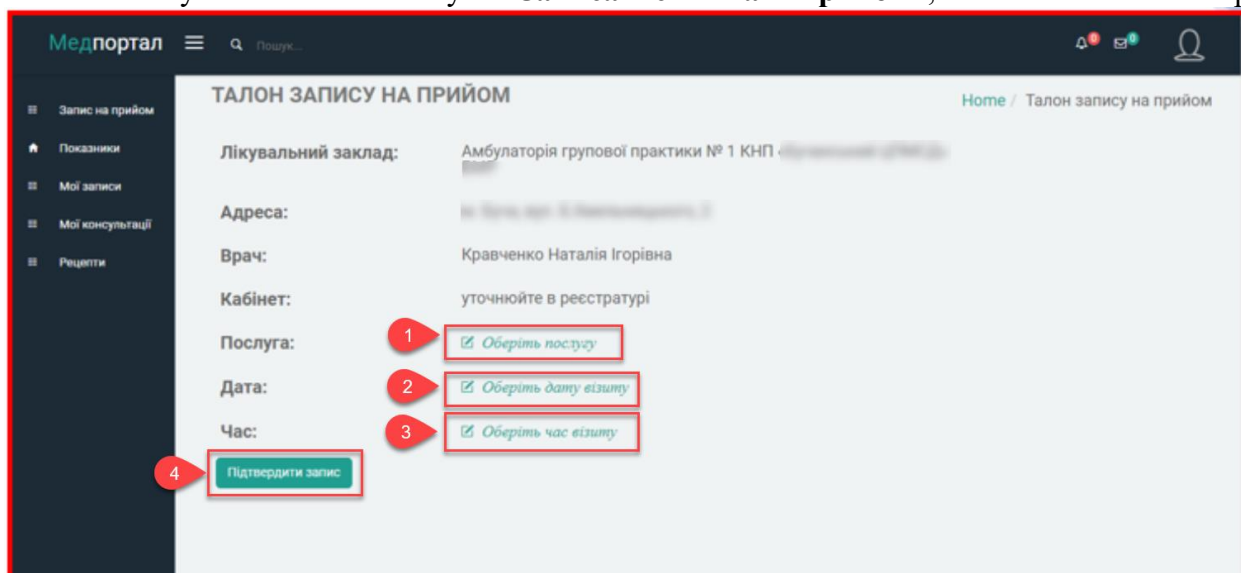 Медпортал
Пошук...
0
0
Запис на прийом
Показники
Мої записи
Мої консультації
Рецепти
ТАЛОН ЗАПИСУ НА ПРИЙОМ
Home / Талон запису на прийом
Лікувальний заклад: Амбулаторія групової практики № 1 КНП
Адреса:
Врач: Кравченко Наталія Ігорівна
Кабінет: уточнюйте в реєстратурі
Послуга: 1 Оберіть послугу
Дата: 2 Оберіть дату візиту
Час: 3 Оберіть час візиту
4 Підтвердити запис